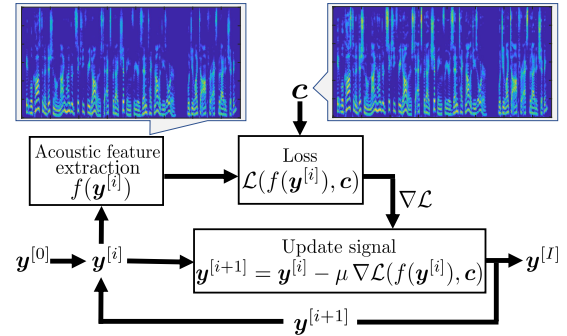 c
Acoustic feature
extraction
f(y^{[i]})
Loss
ℒ(f(y^{[i]}), c)
∇ℒ
y^{[0]}
y^{[i]}
Update signal
y^{[i+1]} = y^{[i]} − μ ∇ℒ(f(y^{[i]}), c)
y^{[I]}
y^{[i+1]}